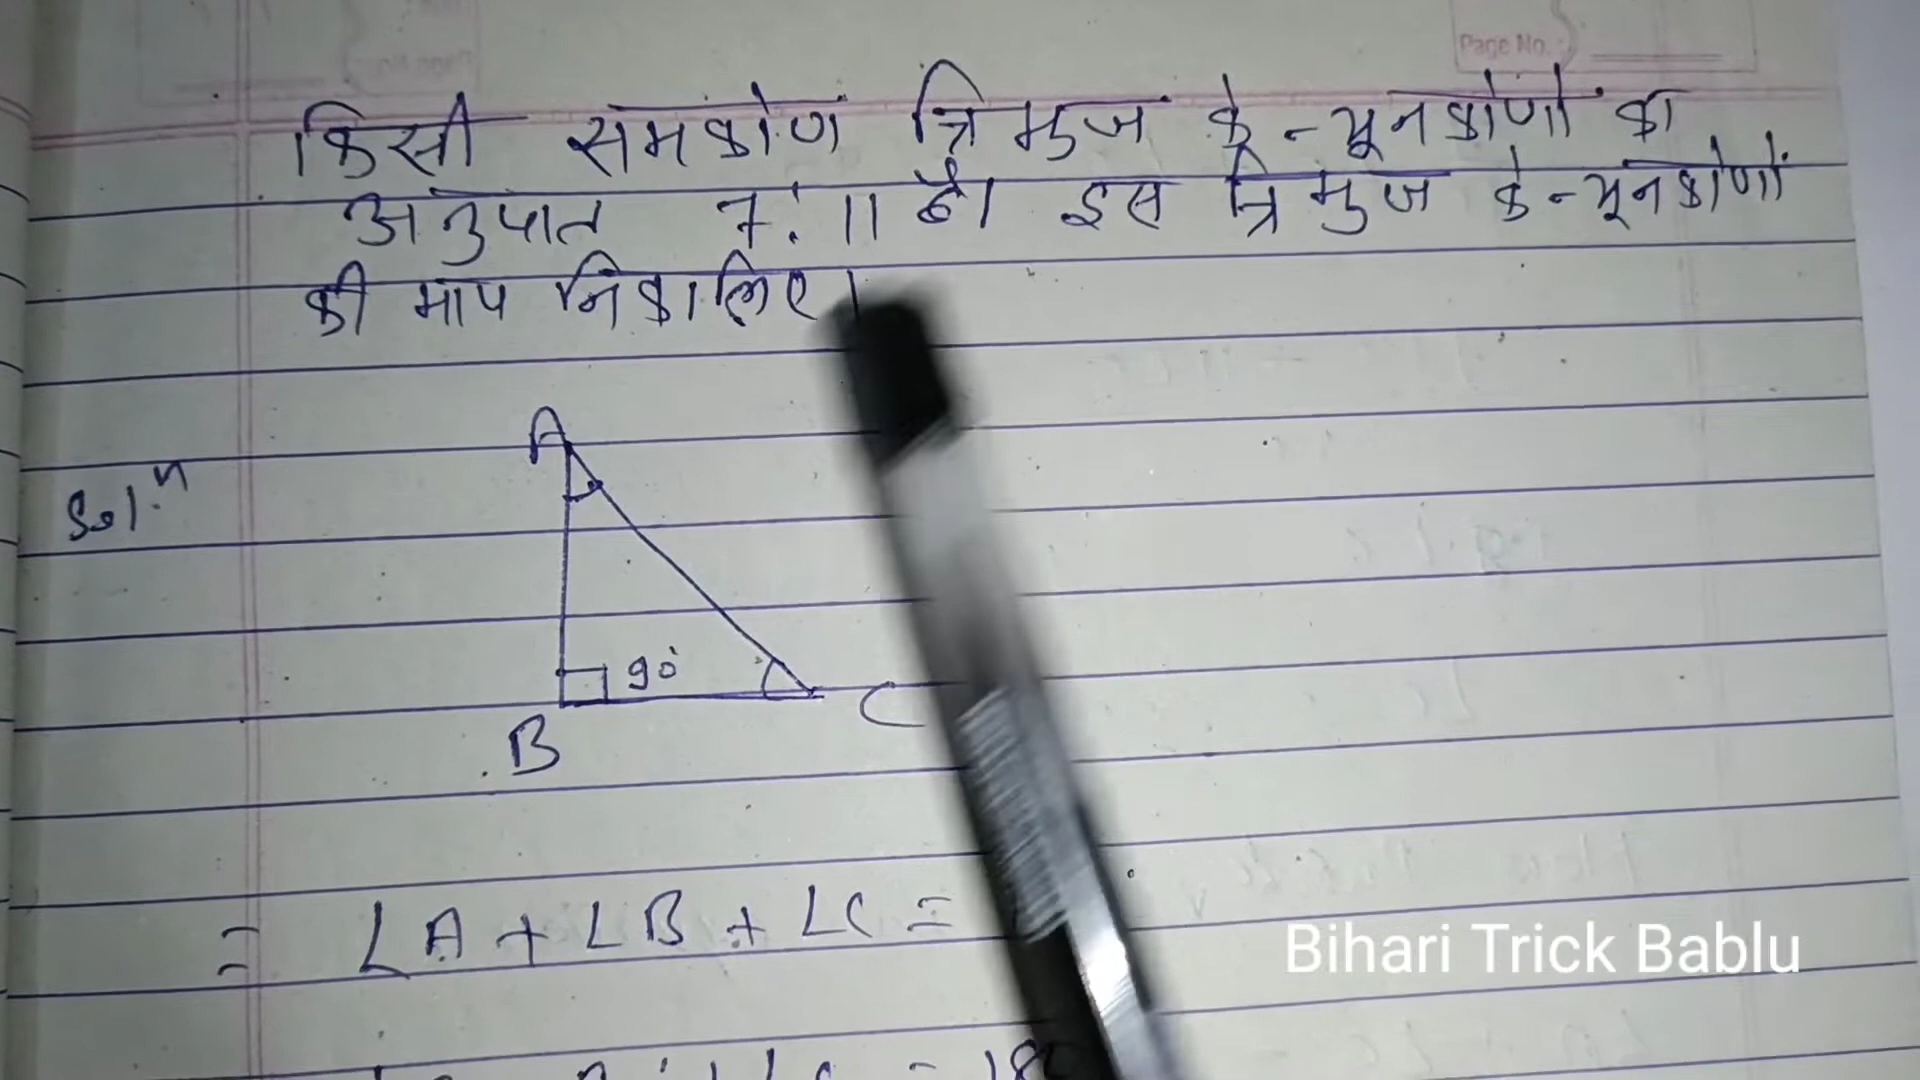 Page No.
किसी समकोण त्रिभुज के न्यूनकोणों का
अनुपात 7:11 है। इस त्रिभुज के न्यूनकोणों
की माप निकालिए।
Sol.ⁿ
A
90°
B
C
= ∠A + ∠B + ∠C =
Bihari Trick Bablu